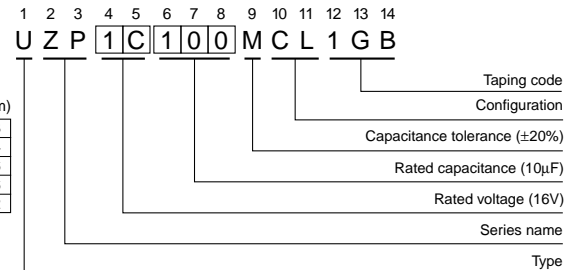 1 2 3 4 5 6 7 8 9 10 11 12 13 14
U Z P 1 C 1 0 0 M C L 1 G B
Taping code
Configuration
Capacitance tolerance (±20%)
Rated capacitance (10µF)
Rated voltage (16V)
Series name
Type